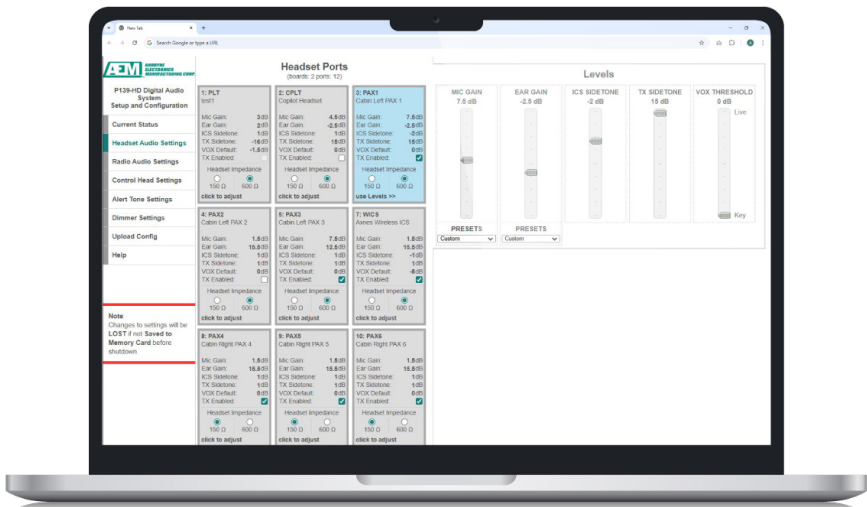 New Tab
Search Google or type a URL
AEM
ANODYNE
ELECTRONICS
MANUFACTURING CORP.
P139-HD Digital Audio
System
Setup and Configuration
Current Status
Headset Audio Settings
Radio Audio Settings
Control Head Settings
Alert Tone Settings
Dimmer Settings
Upload Config
Help
Note
Changes to settings will be
LOST if not Saved to
Memory Card before
shutdown
Headset Ports
(boards: 2 ports: 12)
1: PLT
test1
Mic Gain: 3 dB
Ear Gain: 2 dB
ICS Sidetone: 1 dB
TX Sidetone: -16 dB
VOX Default: -1.5 dB
TX Enabled:
Headset Impedance
150 Ω 600 Ω
click to adjust
2: CPLT
Copilot Headset
Mic Gain: 4.5 dB
Ear Gain: -2.5 dB
ICS Sidetone: 1 dB
TX Sidetone: 15 dB
VOX Default: 0 dB
TX Enabled:
Headset Impedance
150 Ω 600 Ω
click to adjust
3: PAX1
Cabin Left PAX 1
Mic Gain: 7.5 dB
Ear Gain: -2.5 dB
ICS Sidetone: -2 dB
TX Sidetone: 15 dB
VOX Default: 0 dB
TX Enabled:
Headset Impedance
150 Ω 600 Ω
use Levels >>
4: PAX2
Cabin Left PAX 2
Mic Gain: 1.5 dB
Ear Gain: 15.5 dB
ICS Sidetone: 1 dB
TX Sidetone: 1 dB
VOX Default: 0 dB
TX Enabled:
Headset Impedance
150 Ω 600 Ω
click to adjust
5: PAX3
Cabin Left PAX 3
Mic Gain: 7.5 dB
Ear Gain: 12.5 dB
ICS Sidetone: 1 dB
TX Sidetone: 1 dB
VOX Default: 0 dB
TX Enabled:
Headset Impedance
150 Ω 600 Ω
click to adjust
7: WICS
Axnes Wireless ICS
Mic Gain: 1.5 dB
Ear Gain: 15.5 dB
ICS Sidetone: -1 dB
TX Sidetone: 1 dB
VOX Default: -8 dB
TX Enabled:
Headset Impedance
150 Ω 600 Ω
click to adjust
8: PAX4
Cabin Right PAX 4
Mic Gain: 1.5 dB
Ear Gain: 15.5 dB
ICS Sidetone: 1 dB
TX Sidetone: 1 dB
VOX Default: 0 dB
TX Enabled:
Headset Impedance
150 Ω 600 Ω
click to adjust
9: PAX5
Cabin Right PAX 5
Mic Gain: 1.5 dB
Ear Gain: 15.5 dB
ICS Sidetone: 1 dB
TX Sidetone: 1 dB
VOX Default: 0 dB
TX Enabled:
Headset Impedance
150 Ω 600 Ω
click to adjust
10: PAX6
Cabin Right PAX 6
Mic Gain: 1.5 dB
Ear Gain: 15.5 dB
ICS Sidetone: 1 dB
TX Sidetone: 1 dB
VOX Default: 0 dB
TX Enabled:
Headset Impedance
150 Ω 600 Ω
click to adjust
Levels
MIC GAIN
7.5 dB
PRESETS
Custom
EAR GAIN
-2.5 dB
PRESETS
Custom
ICS SIDETONE
-2 dB
TX SIDETONE
15 dB
VOX THRESHOLD
0 dB
Live
Key